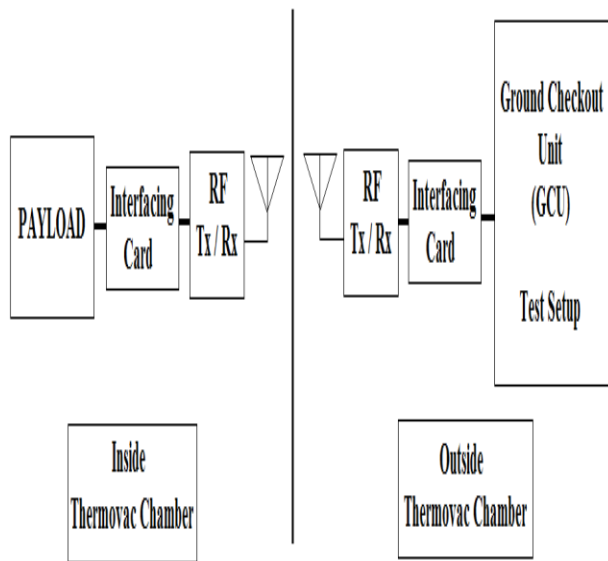 PAYLOAD
Interfacing
Card
RF
Tx / Rx
RF
Tx / Rx
Interfacing
Card
Ground Checkout
Unit
(GCU)
Test Setup
Inside
Thermovac Chamber
Outside
Thermovac Chamber